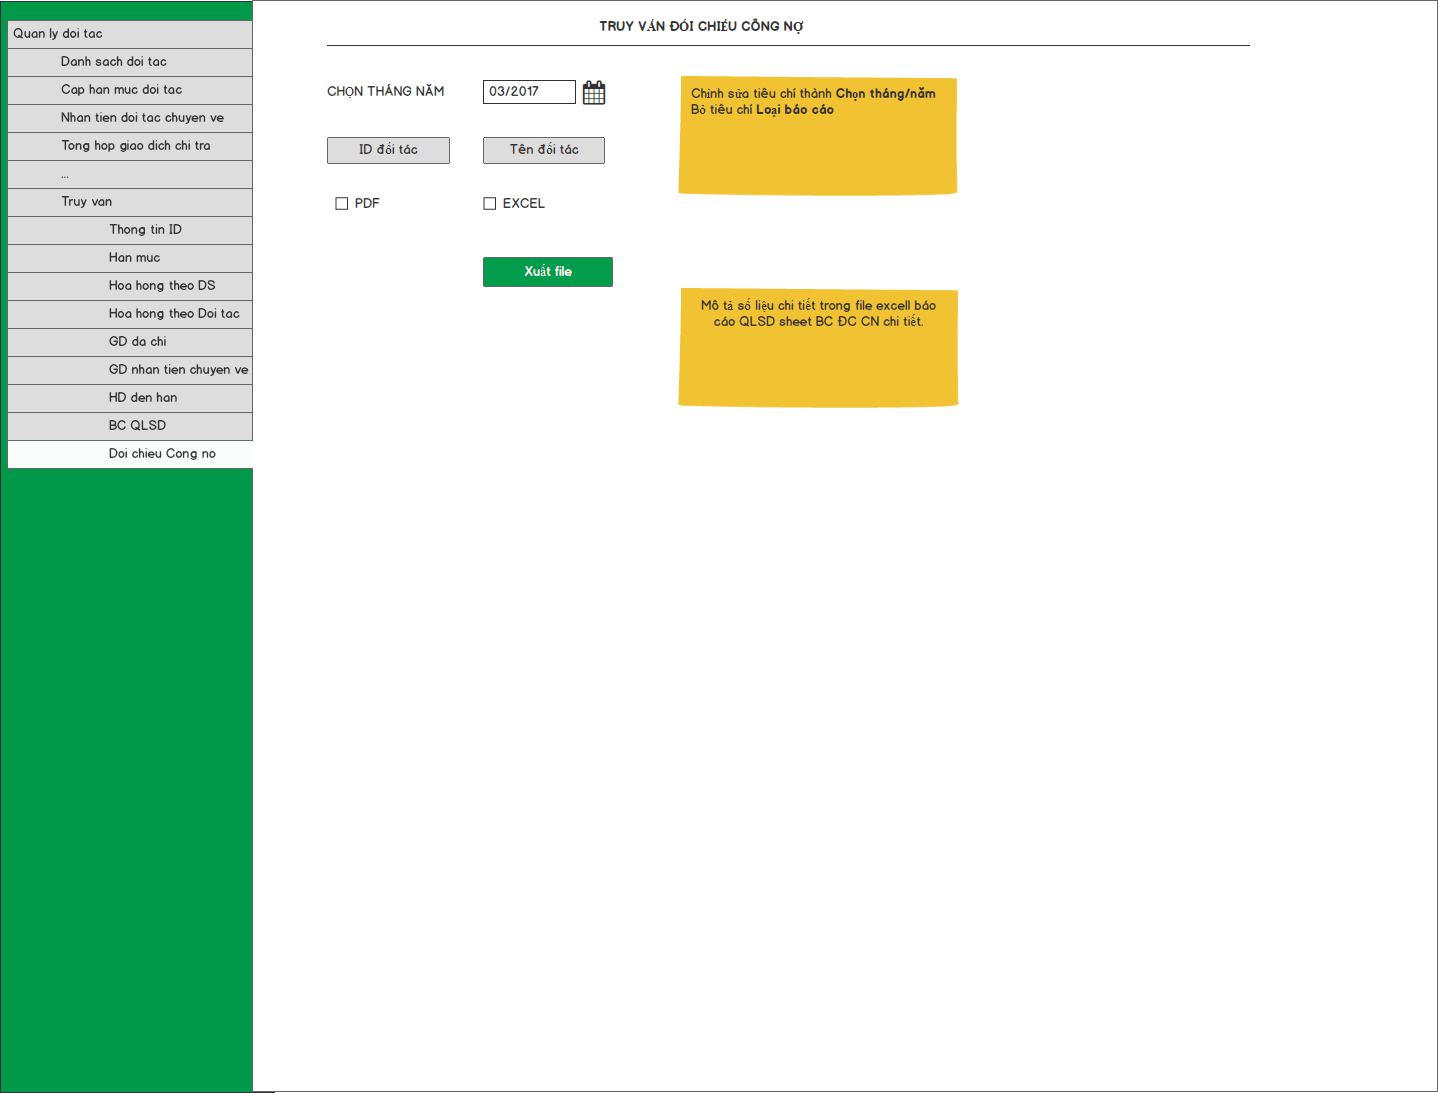 Quan ly doi tac
Danh sach doi tac
Cap han muc doi tac
Nhan tien doi tac chuyen ve
Tong hop giao dich chi tra
...
Truy van
Thong tin ID
Han muc
Hoa hong theo DS
Hoa hong theo Doi tac
GD da chi
GD nhan tien chuyen ve
HD den han
BC QLSD
Doi chieu Cong no
TRUY VẤN ĐỐI CHIẾU CÔNG NỢ
CHỌN THÁNG NĂM
03/2017
ID đối tác
Tên đối tác
PDF
EXCEL
Xuất file
Chỉnh sửa tiêu chí thành Chọn tháng/năm
Bỏ tiêu chí Loại báo cáo
Mô tả số liệu chi tiết trong file excell báo
cáo QLSD sheet BC ĐC CN chi tiết.